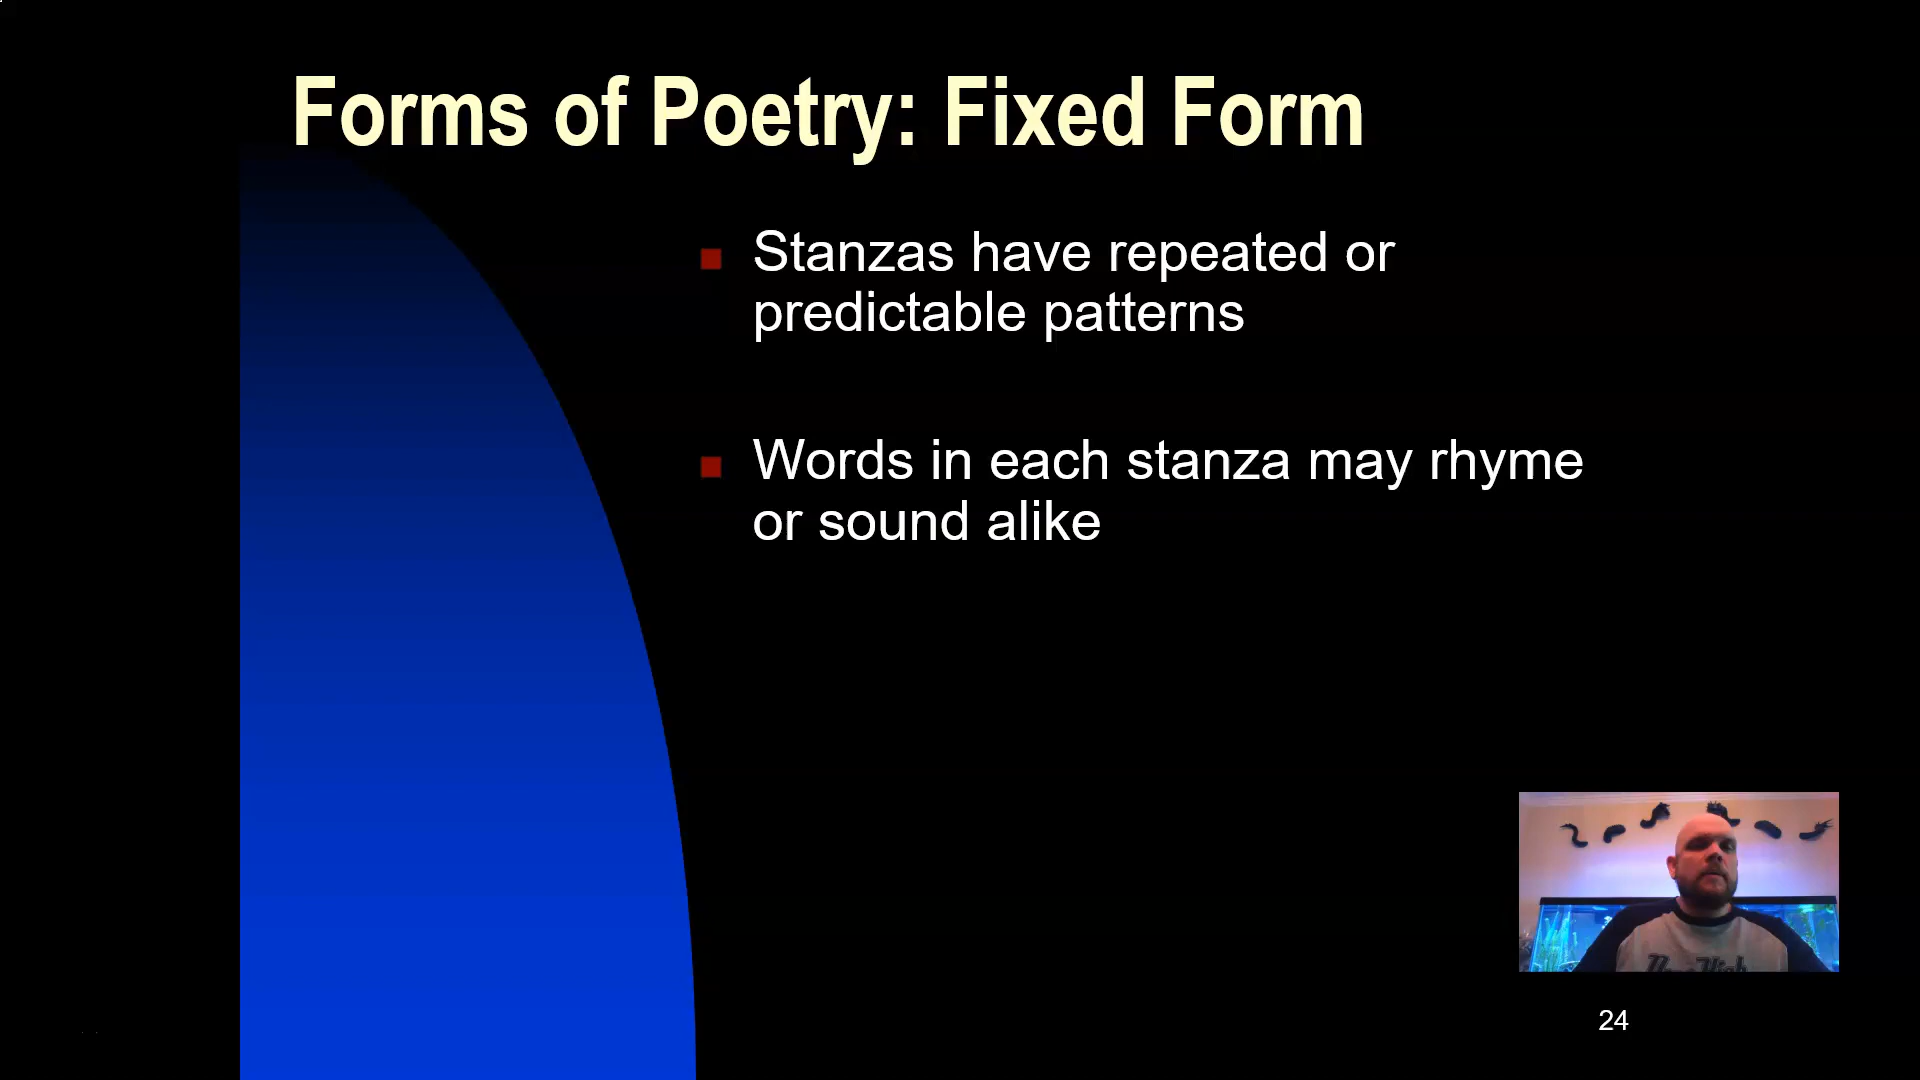 Forms of Poetry: Fixed Form
Stanzas have repeated or
predictable patterns
Words in each stanza may rhyme
or sound alike
24